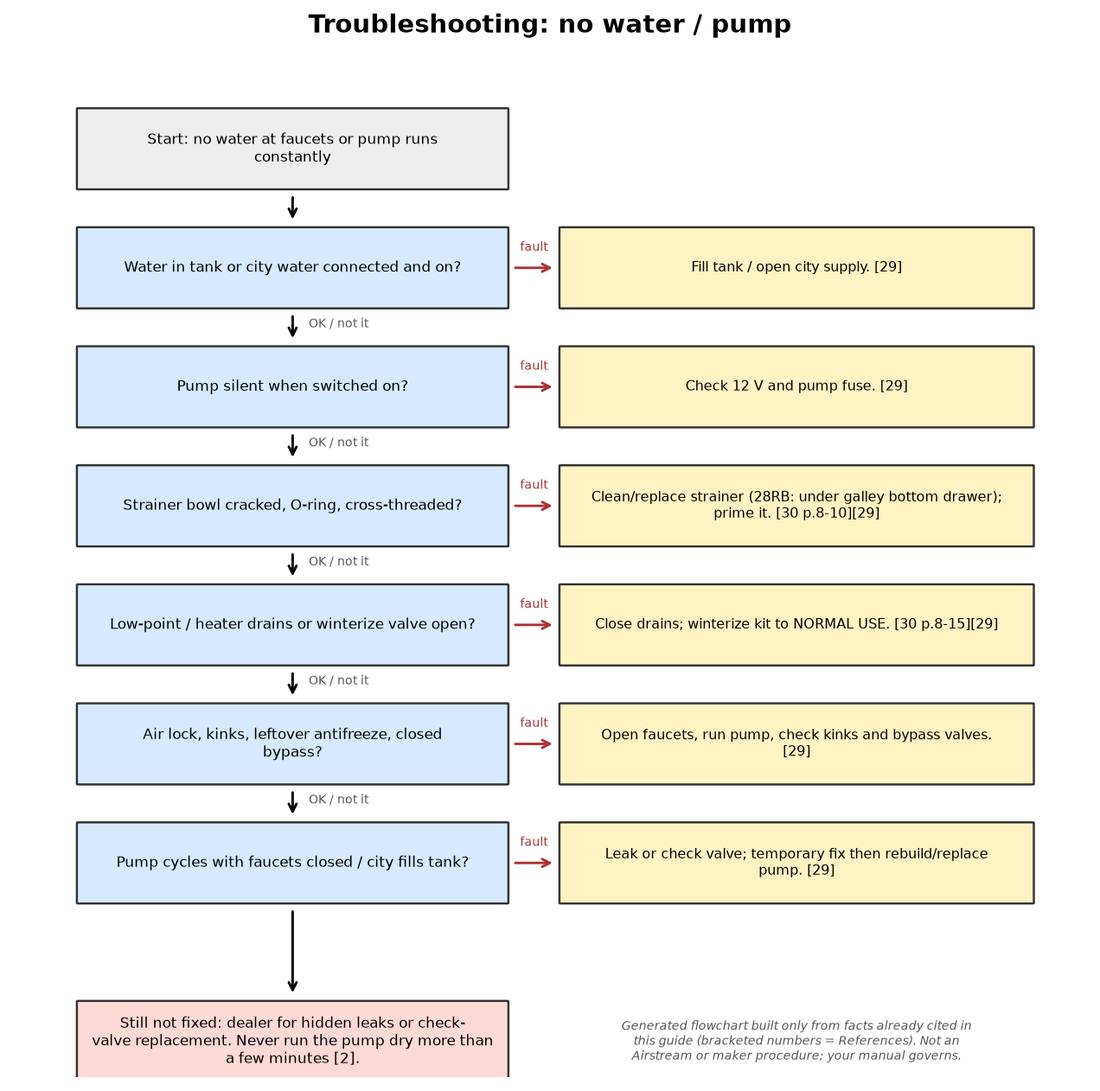 Troubleshooting: no water / pump
Start: no water at faucets or pump runs
constantly
Water in tank or city water connected and on?
fault
Fill tank / open city supply. [29]
OK / not it
Pump silent when switched on?
fault
Check 12 V and pump fuse. [29]
OK / not it
Strainer bowl cracked, O-ring, cross-threaded?
fault
Clean/replace strainer (28RB: under galley bottom drawer);
prime it. [30 p.8-10][29]
OK / not it
Low-point / heater drains or winterize valve open?
fault
Close drains; winterize kit to NORMAL USE. [30 p.8-15][29]
OK / not it
Air lock, kinks, leftover antifreeze, closed
bypass?
fault
Open faucets, run pump, check kinks and bypass valves.
[29]
OK / not it
Pump cycles with faucets closed / city fills tank?
fault
Leak or check valve; temporary fix then rebuild/replace
pump. [29]
Still not fixed: dealer for hidden leaks or check-
valve replacement. Never run the pump dry more than
a few minutes [2].
Generated flowchart built only from facts already cited in
this guide (bracketed numbers = References). Not an
Airstream or maker procedure; your manual governs.